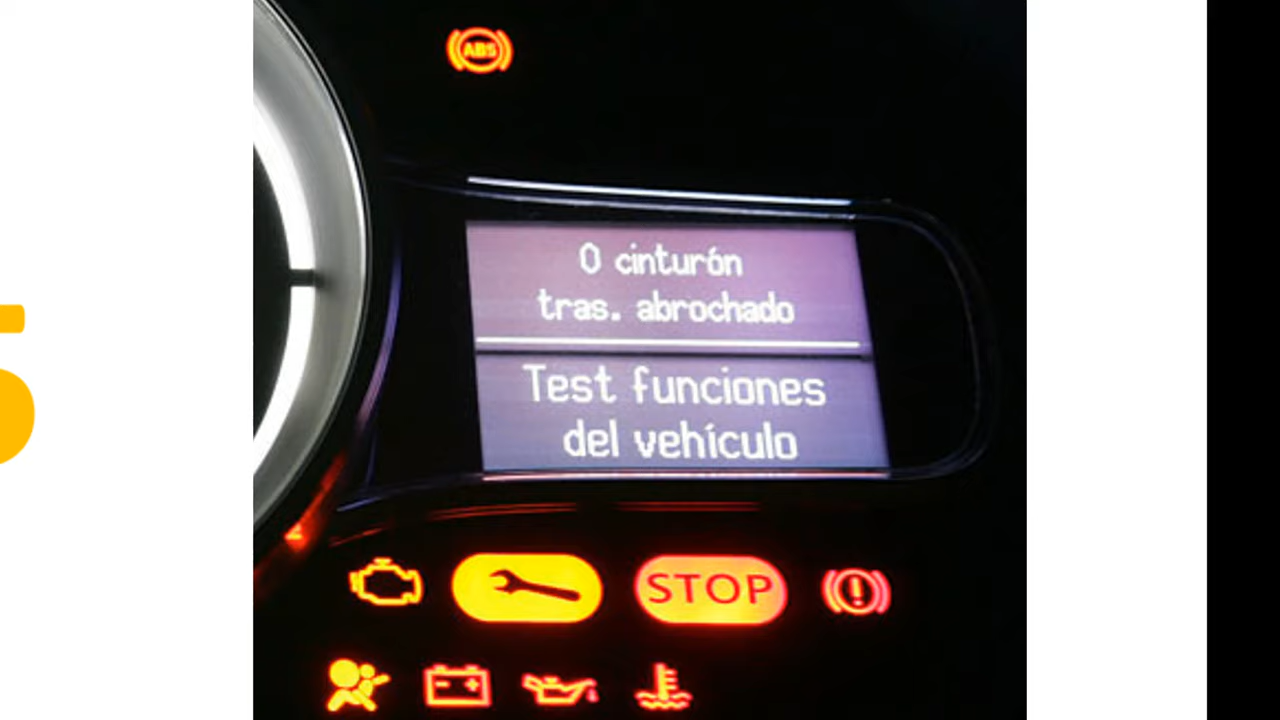 ABS
0 cinturón
tras. abrochado
Test funciones
del vehículo
STOP